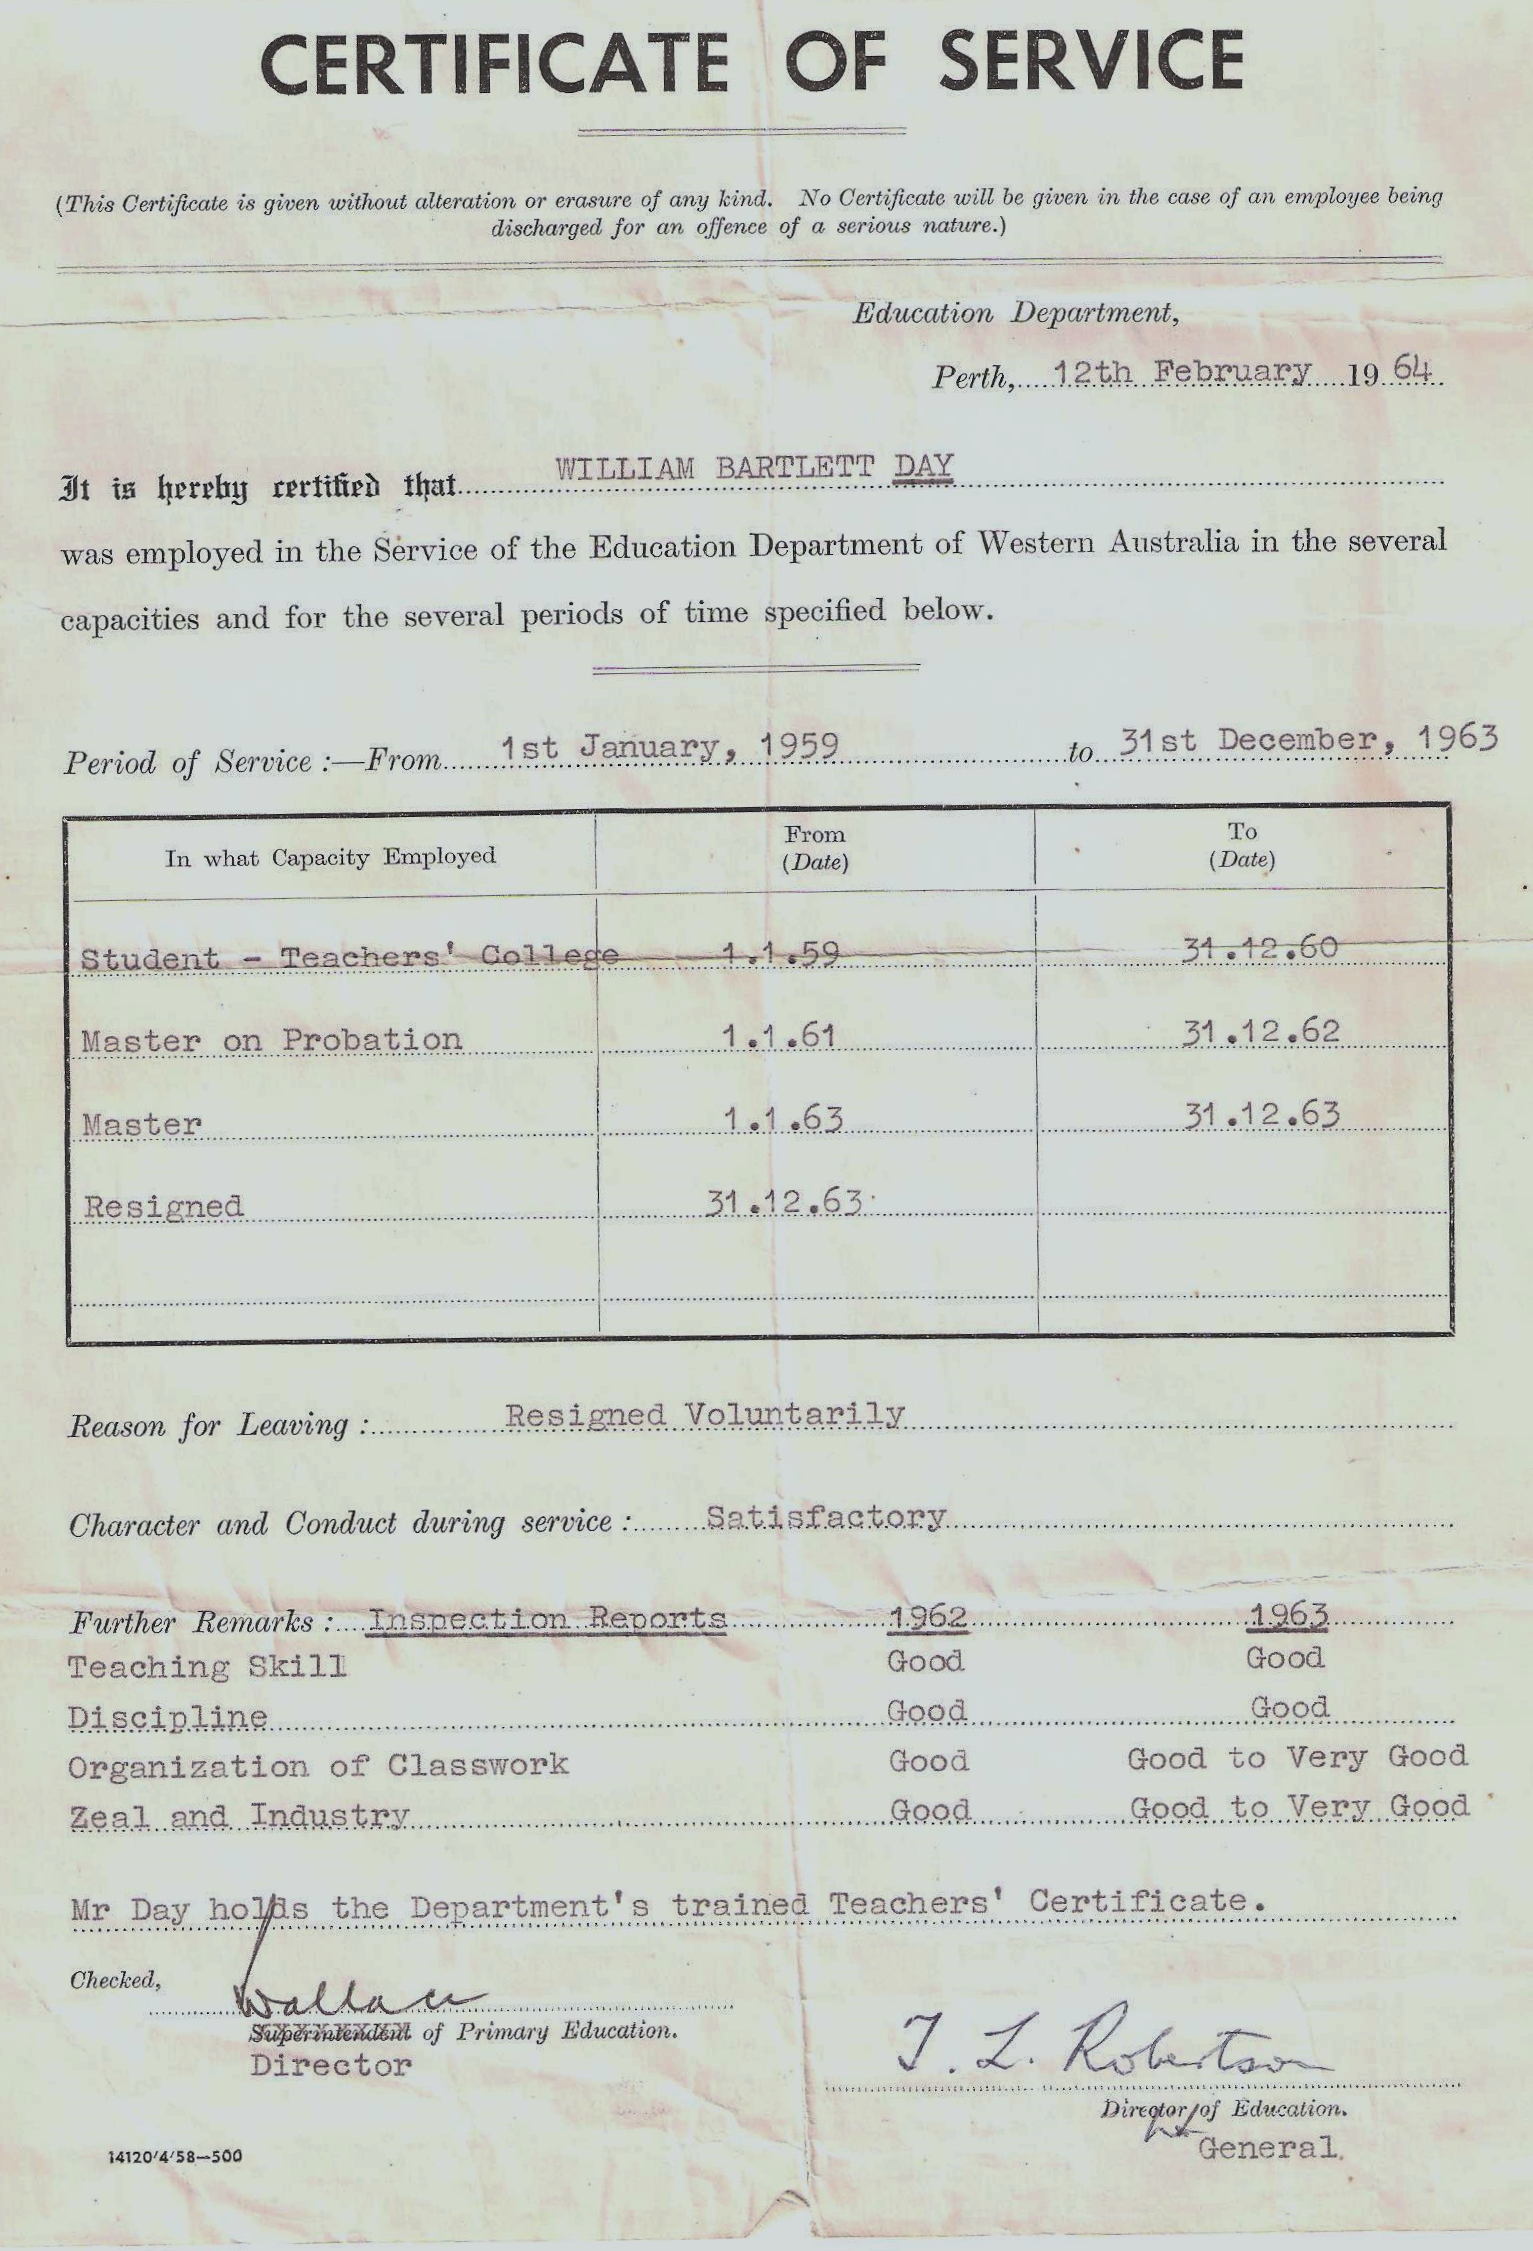 CERTIFICATE OF SERVICE
(This Certificate is given without alteration or erasure of any kind. No Certificate will be given in the case of an employee being
discharged for an offence of a serious nature.)
Education Department,
Perth, 12th February 1964
It is hereby certified that WILLIAM BARTLETT DAY
was employed in the Service of the Education Department of Western Australia in the several
capacities and for the several periods of time specified below.
Period of Service :—From 1st January, 1959 to 31st December, 1963
In what Capacity Employed From (Date) To (Date)
Student - Teachers' College 1.1.59 31.12.60
Master on Probation 1.1.61 31.12.62
Master 1.1.63 31.12.63
Resigned 31.12.63
Reason for Leaving : Resigned Voluntarily
Character and Conduct during service : Satisfactory
Further Remarks : Inspection Reports 1962 1963
Teaching Skill Good Good
Discipline Good Good
Organization of Classwork Good Good to Very Good
Zeal and Industry Good Good to Very Good
Mr Day holds the Department's trained Teachers' Certificate.
Checked,
Wallace
Superintendent of Primary Education.
Director
T. L. Robertson
Director of Education.
General
14120/4/58—500